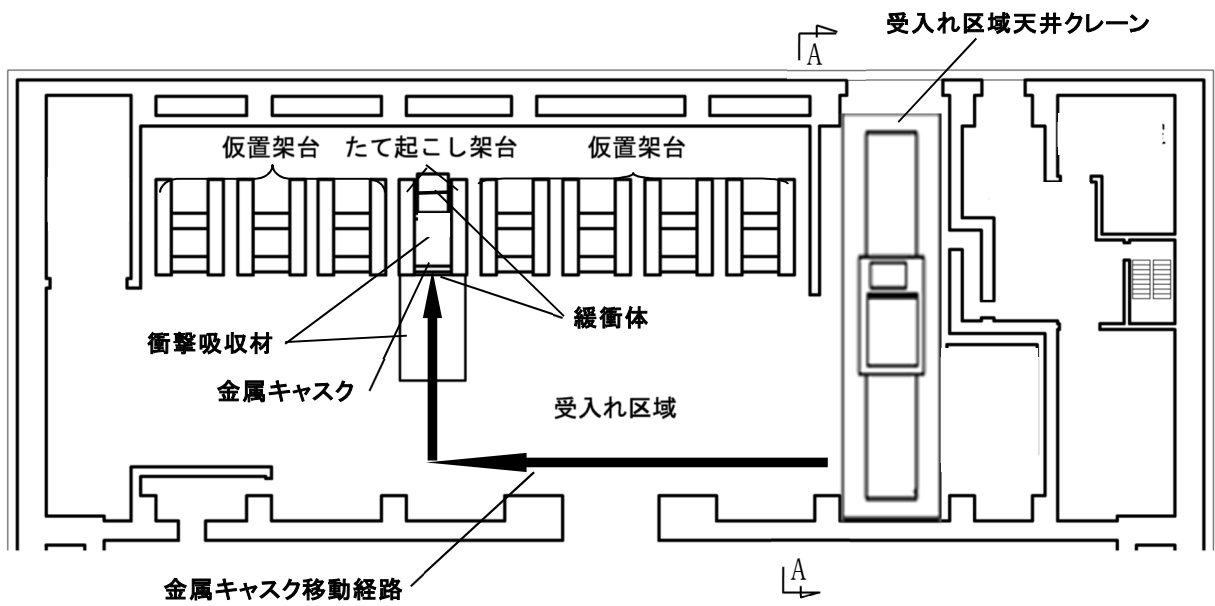 受入れ区域天井クレーン
A
仮置架台
たて起こし架台
仮置架台
緩衝体
衝撃吸収材
金属キャスク
受入れ区域
A
金属キャスク移動経路